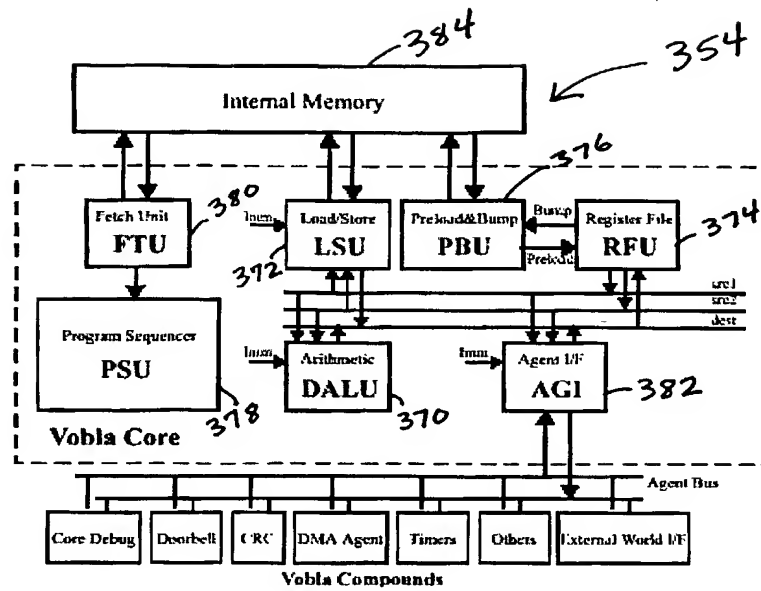 384
354
Internal Memory
376
Fetch Unit
FTU
380
Imm
Load/Store
LSU
372
Preload&Bump
PBU
Bump
Preload
Register File
RFU
374
src1
src2
dest
Program Sequencer
PSU
378
Imm
Arithmetic
DALU
370
Imm
Agent I/F
AGI
382
Vobla Core
Agent Bus
Core Debug
Doorbell
CRC
DMA Agent
Timers
Others
External World I/F
Vobla Compounds